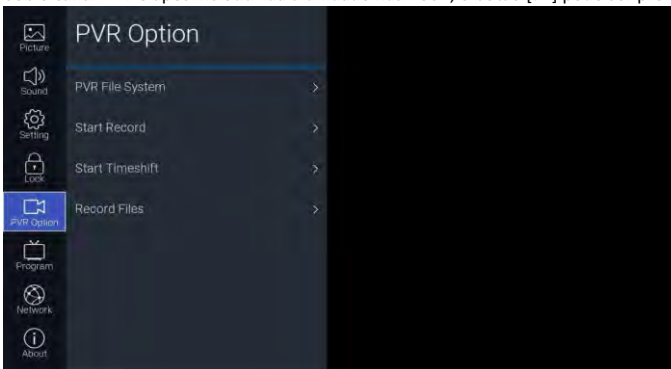 Picture
PVR Option
Sound
PVR File System
Setting
Start Record
Lock
Start Timeshift
PVR Option
Record Files
Program
Network
About